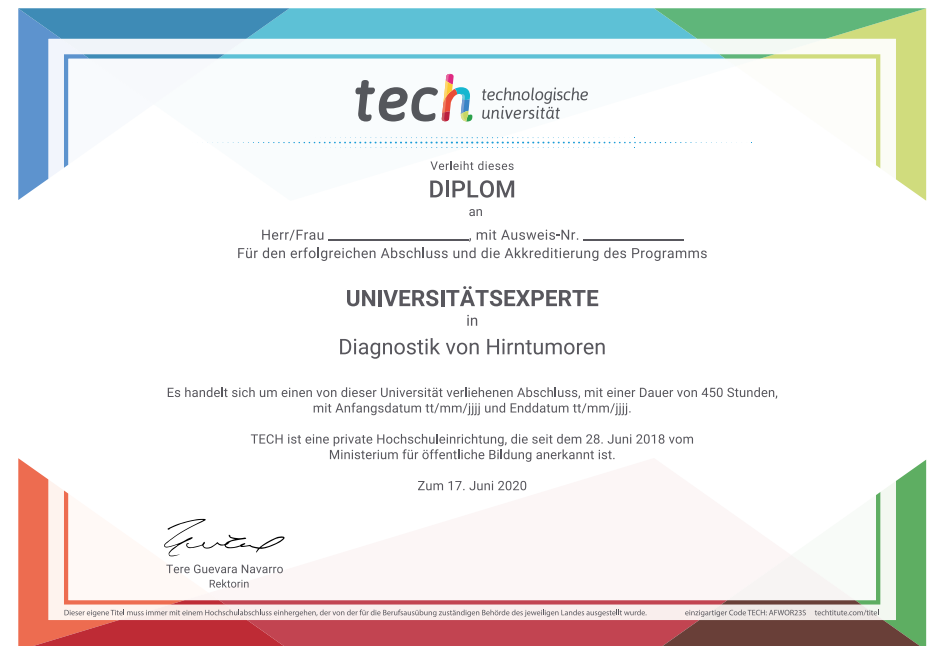 tech technologische
universität
Verleiht dieses
DIPLOM
an
Herr/Frau ____________________, mit Ausweis-Nr. ______________
Für den erfolgreichen Abschluss und die Akkreditierung des Programms
UNIVERSITÄTSEXPERTE
in
Diagnostik von Hirntumoren
Es handelt sich um einen von dieser Universität verliehenen Abschluss, mit einer Dauer von 450 Stunden,
mit Anfangsdatum tt/mm/jjjj und Enddatum tt/mm/jjjj.
TECH ist eine private Hochschuleinrichtung, die seit dem 28. Juni 2018 vom
Ministerium für öffentliche Bildung anerkannt ist.
Zum 17. Juni 2020
Tere Guevara Navarro
Rektorin
Dieser eigene Titel muss immer mit einem Hochschulabschluss einhergehen, der von der für die Berufsausübung zuständigen Behörde des jeweiligen Landes ausgestellt wurde. einzigartiger Code TECH: AFWOR23S techtitute.com/titel